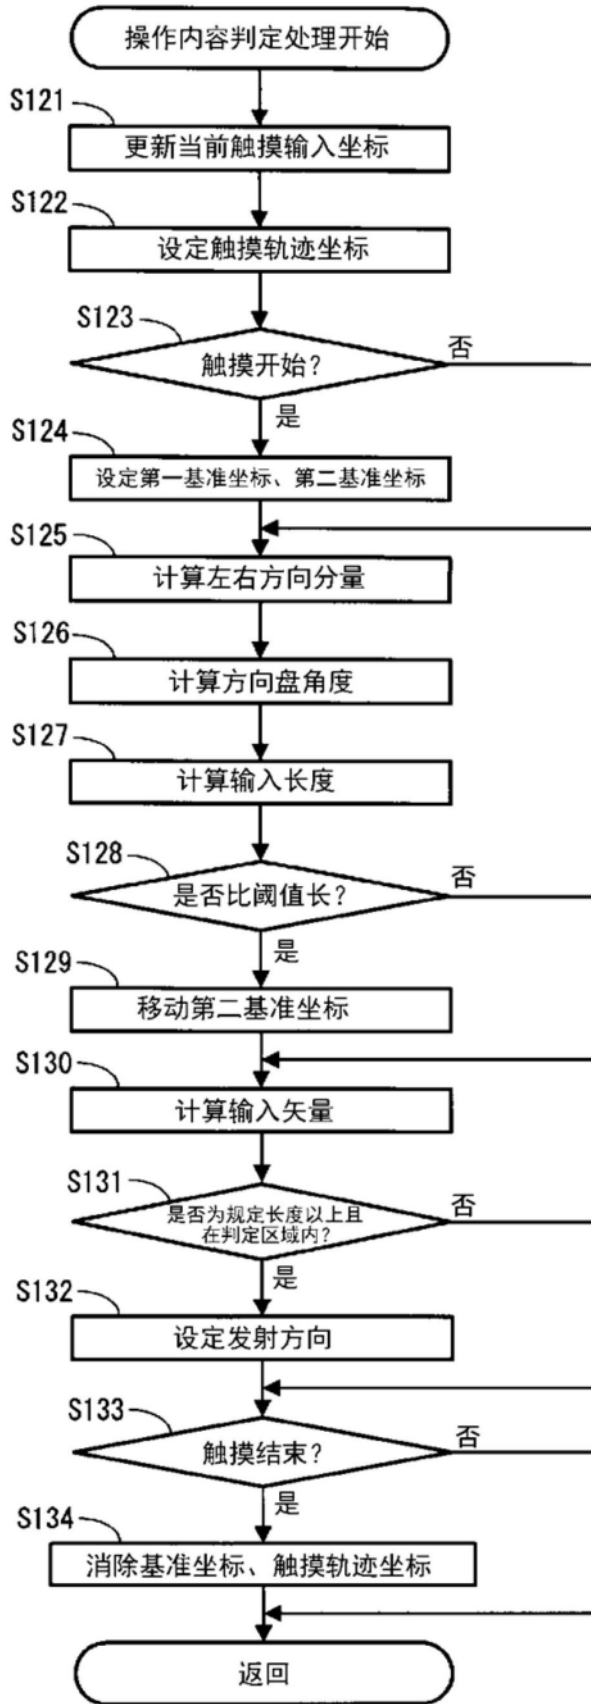 操作内容判定处理开始
S121
更新当前触摸输入坐标
S122
设定触摸轨迹坐标
S123
触摸开始?
否
是
S124
设定第一基准坐标、第二基准坐标
S125
计算左右方向分量
S126
计算方向盘角度
S127
计算输入长度
S128
是否比阈值长?
否
是
S129
移动第二基准坐标
S130
计算输入矢量
S131
是否为规定长度以上且
在判定区域内?
否
是
S132
设定发射方向
S133
触摸结束?
否
是
S134
消除基准坐标、触摸轨迹坐标
返回